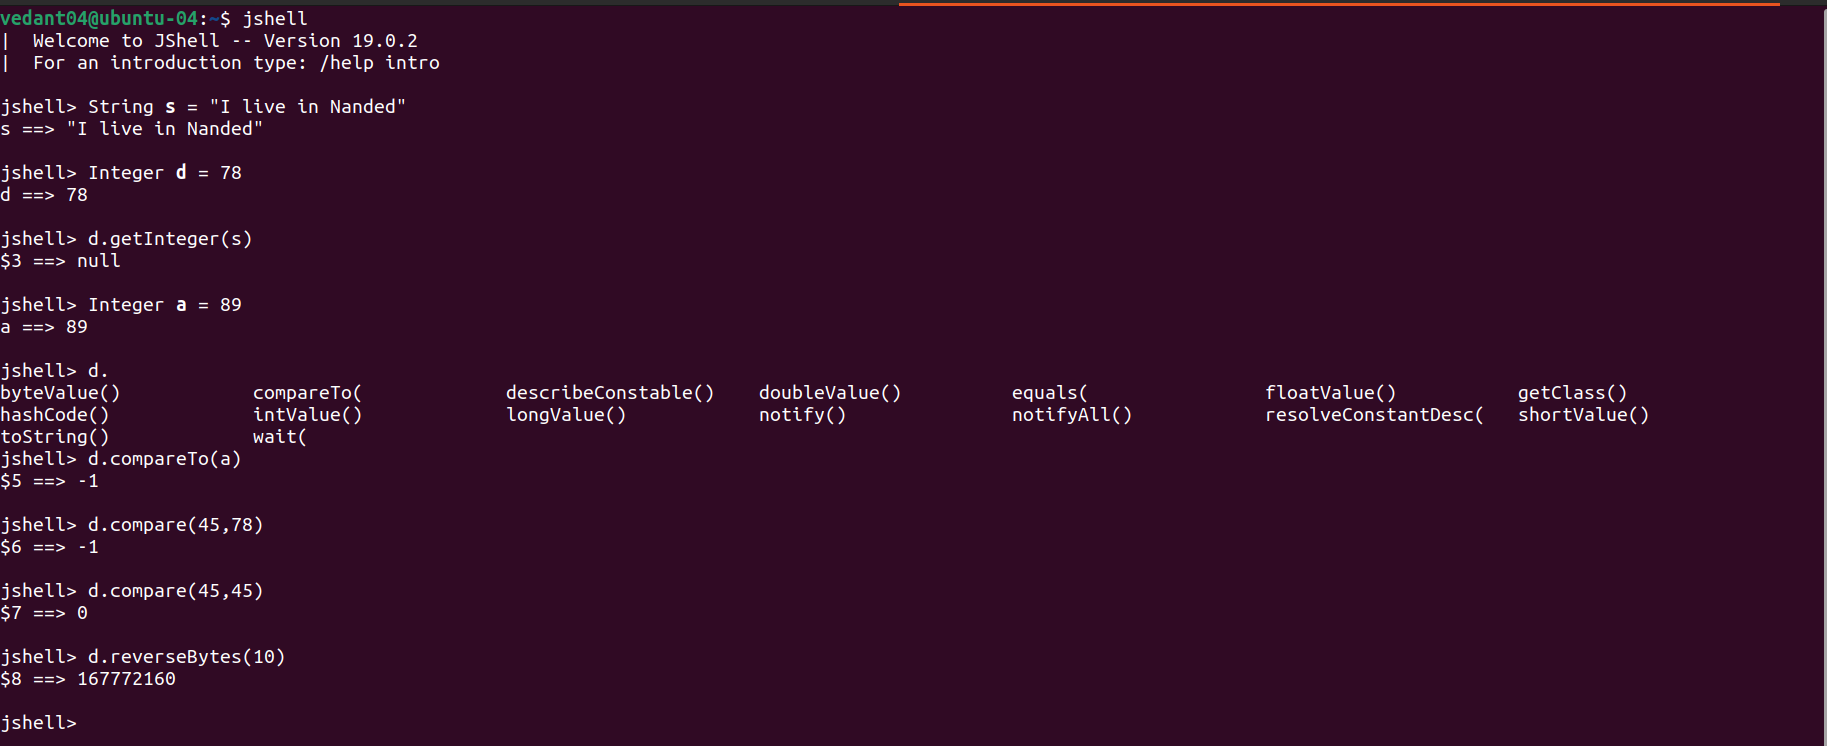 vedant04@ubuntu-04:~$ jshell
|  Welcome to JShell -- Version 19.0.2
|  For an introduction type: /help intro
jshell> String s = "I live in Nanded"
s ==> "I live in Nanded"
jshell> Integer d = 78
d ==> 78
jshell> d.getInteger(s)
$3 ==> null
jshell> Integer a = 89
a ==> 89
jshell> d.
byteValue()            compareTo(             describeConstable()    doubleValue()          equals(                floatValue()           getClass()
hashCode()             intValue()             longValue()            notify()               notifyAll()            resolveConstantDesc(   shortValue()
toString()             wait(
jshell> d.compareTo(a)
$5 ==> -1
jshell> d.compare(45,78)
$6 ==> -1
jshell> d.compare(45,45)
$7 ==> 0
jshell> d.reverseBytes(10)
$8 ==> 167772160
jshell>